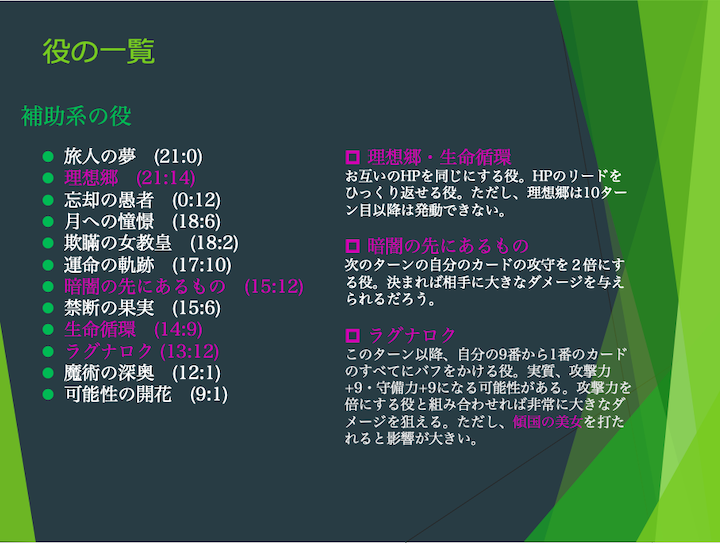 役の一覧
補助系の役
旅人の夢　(21:0)
理想郷　(21:14)
忘却の愚者　(0:12)
月への憧憬　(18:6)
欺瞞の女教皇　(18:2)
運命の軌跡　(17:10)
暗闇の先にあるもの　(15:12)
禁断の果実　(15:6)
生命循環　(14:9)
ラグナロク (13:12)
魔術の深奥　(12:1)
可能性の開花　(9:1)
理想郷・生命循環
お互いのHPを同じにする役。HPのリードを
ひっくり返せる役。ただし、理想郷は10ター
ン目以降は発動できない。
暗闇の先にあるもの
次のターンの自分のカードの攻守を２倍にす
る役。決まれば相手に大きなダメージを与え
られるだろう。
ラグナロク
このターン以降、自分の9番から1番のカード
のすべてにバフをかける役。実質、攻撃力
+9・守備力+9になる可能性がある。攻撃力を
倍にする役と組み合わせれば非常に大きなダ
メージを狙える。ただし、傾国の美女を打た
れると影響が大きい。